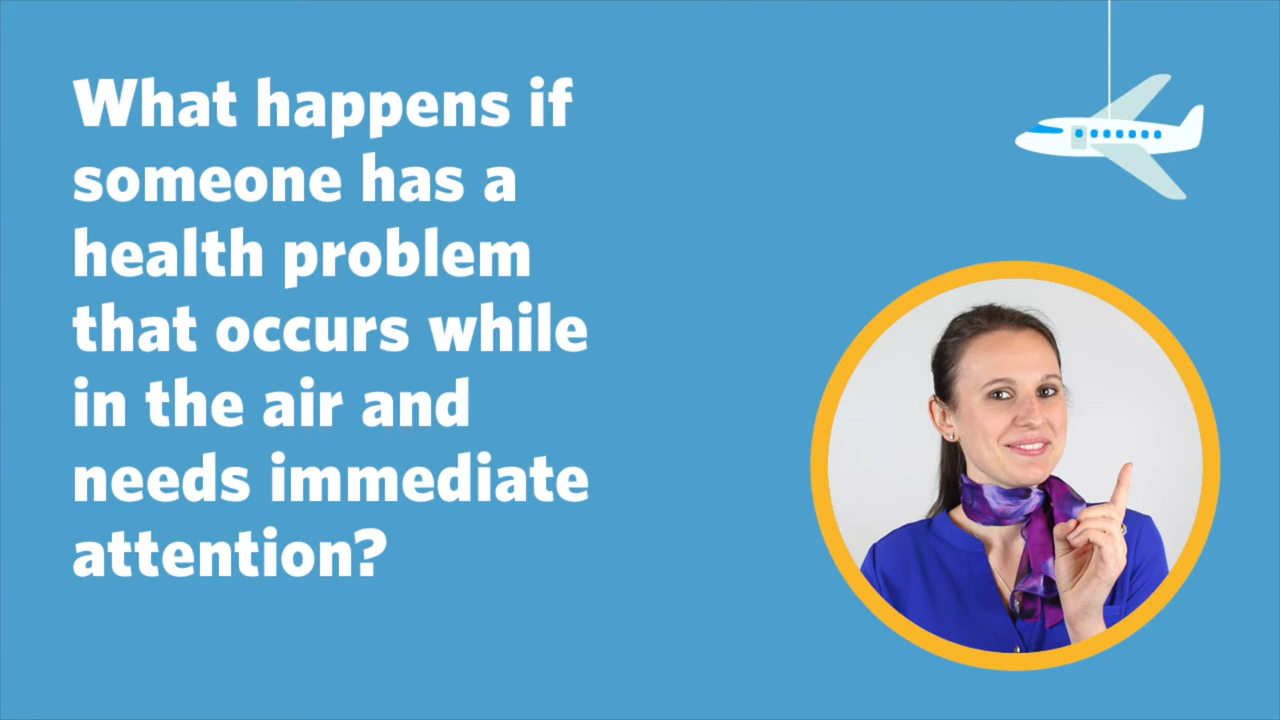 What happens if
someone has a
health problem
that occurs while
in the air and
needs immediate
attention?